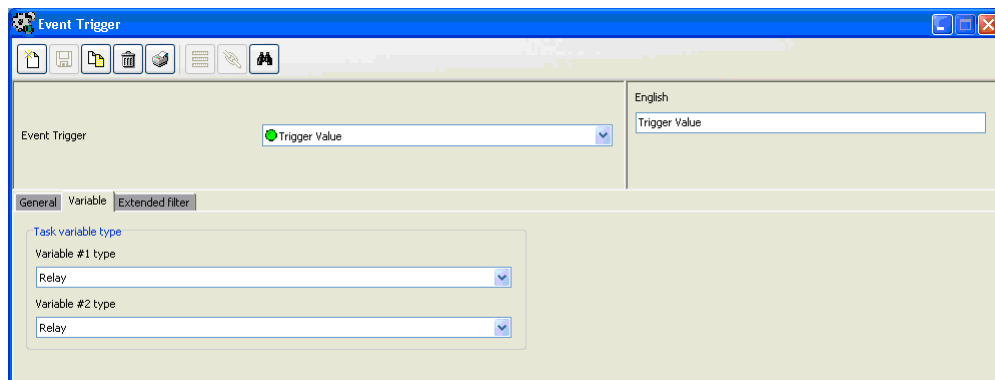 Event Trigger
English
Event Trigger
Trigger Value
Trigger Value
General Variable Extended filter
Task variable type
Variable #1 type
Relay
Variable #2 type
Relay